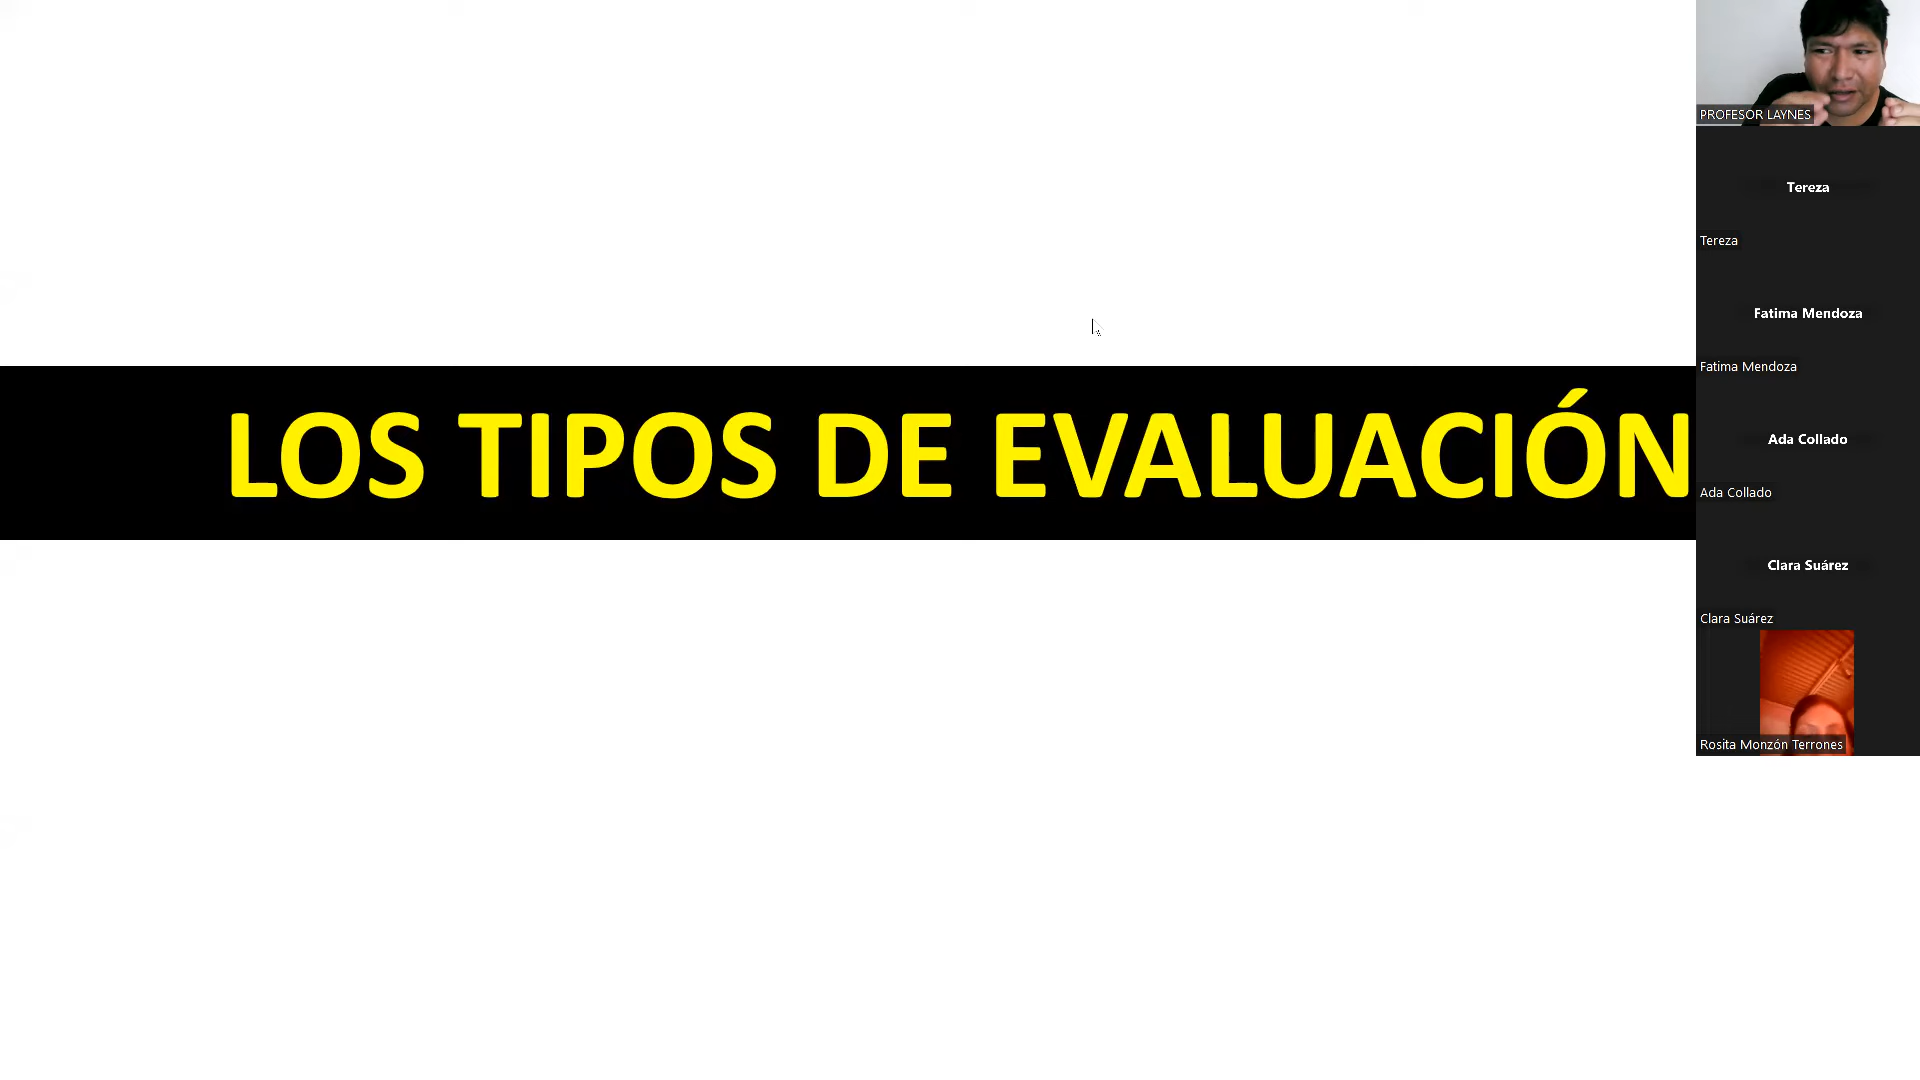 LOS TIPOS DE EVALUACIÓN
PROFESOR LAYNES
Tereza
Tereza
Fatima Mendoza
Fatima Mendoza
Ada Collado
Ada Collado
Clara Suárez
Clara Suárez
Rosita Monzón Terrones